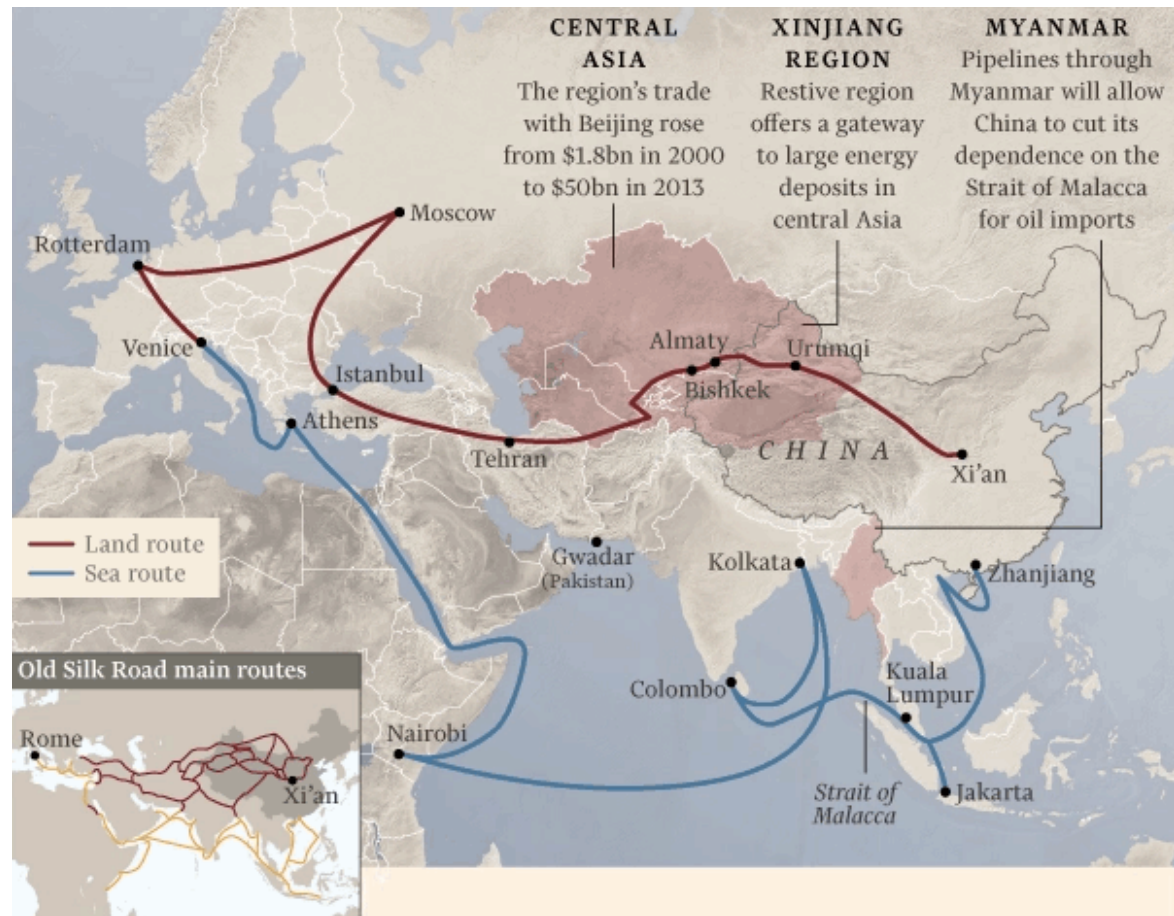 CENTRAL
ASIA
The region's trade
with Beijing rose
from $1.8bn in 2000
to $50bn in 2013
XINJIANG
REGION
Restive region
offers a gateway
to large energy
deposits in
central Asia
MYANMAR
Pipelines through
Myanmar will allow
China to cut its
dependence on the
Strait of Malacca
for oil imports
Moscow
Rotterdam
Venice
Istanbul
Athens
Tehran
Almaty
Bishkek
Urumqi
CHINA
Xi'an
Land route
Sea route
Gwadar
(Pakistan)
Kolkata
Zhanjiang
Colombo
Kuala
Lumpur
Nairobi
Strait of
Malacca
Jakarta
Old Silk Road main routes
Rome
Xi'an